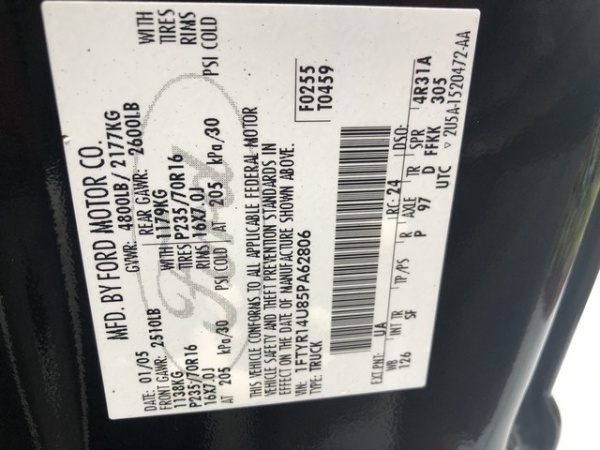 MFD. BY FORD MOTOR CO.
GVWR: 4800LB / 2177KG
DATE: 01/05
FRONT GAWR: 2510LB
REAR GAWR: 2600LB
1138KG
1179KG
WITH
WITH
P235/70R16
TIRES P235/70R16
TIRES
16X7.0J
RIMS 16X7.0J
RIMS
AT 205 kPa/30 PSI COLD
AT 205 kPa/30 PSI COLD
Ford
THIS VEHICLE CONFORMS TO ALL APPLICABLE FEDERAL MOTOR
VEHICLE SAFETY AND THEFT PREVENTION STANDARDS IN
EFFECT ON THE DATE OF MANUFACTURE SHOWN ABOVE.
VIN: 1FTYR14U85PA62806
TYPE: TRUCK
F0255
T0459
EXT. PNT: UA
RC: 24
DSO:
WB
INT TR
TP/PS
R
AXLE
TR
SPR
4R31A
126
SF
P
97
D
FFKK
305
UTC
2U5A-1520472-AA